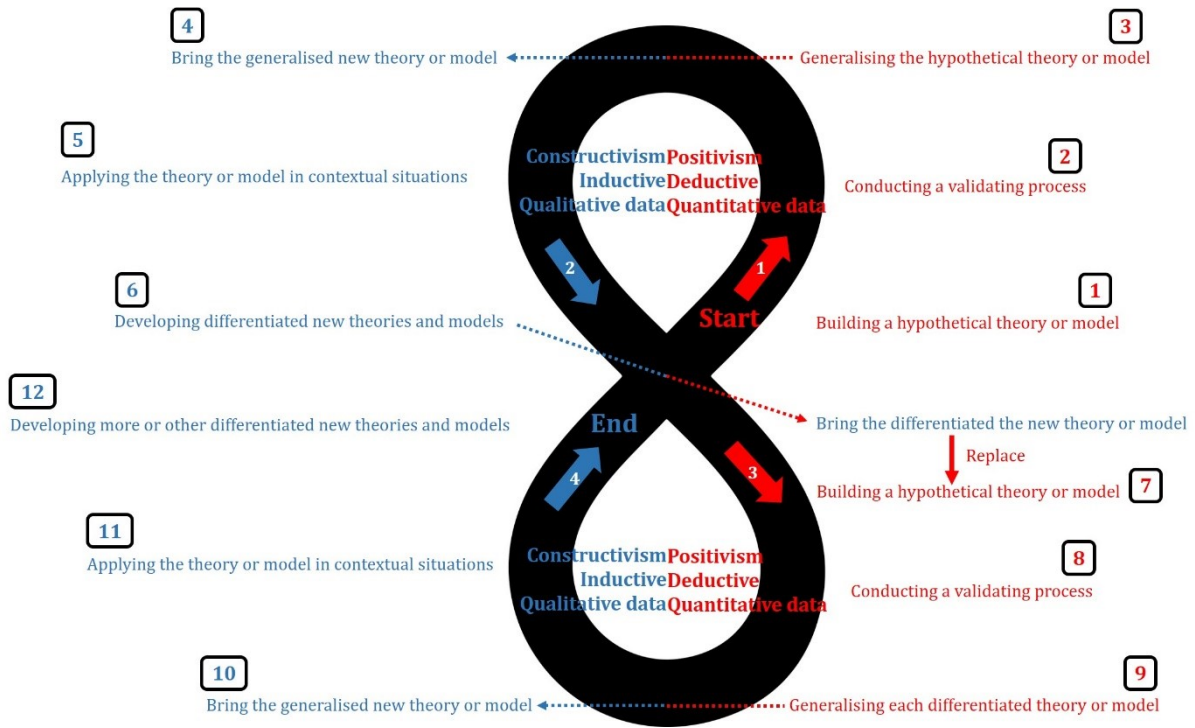 4
3
Bring the generalised new theory or model
Generalising the hypothetical theory or model
5
2
Applying the theory or model in contextual situations
Conducting a validating process
Constructivism Positivism
Inductive Deductive
Qualitative data Quantitative data
2
1
6
1
Developing differentiated new theories and models
Start
Building a hypothetical theory or model
12
Developing more or other differentiated new theories and models
End
Bring the differentiated the new theory or model
Replace
4
3
Building a hypothetical theory or model 7
11
8
Applying the theory or model in contextual situations
Conducting a validating process
Constructivism Positivism
Inductive Deductive
Qualitative data Quantitative data
10
9
Bring the generalised new theory or model
Generalising each differentiated theory or model